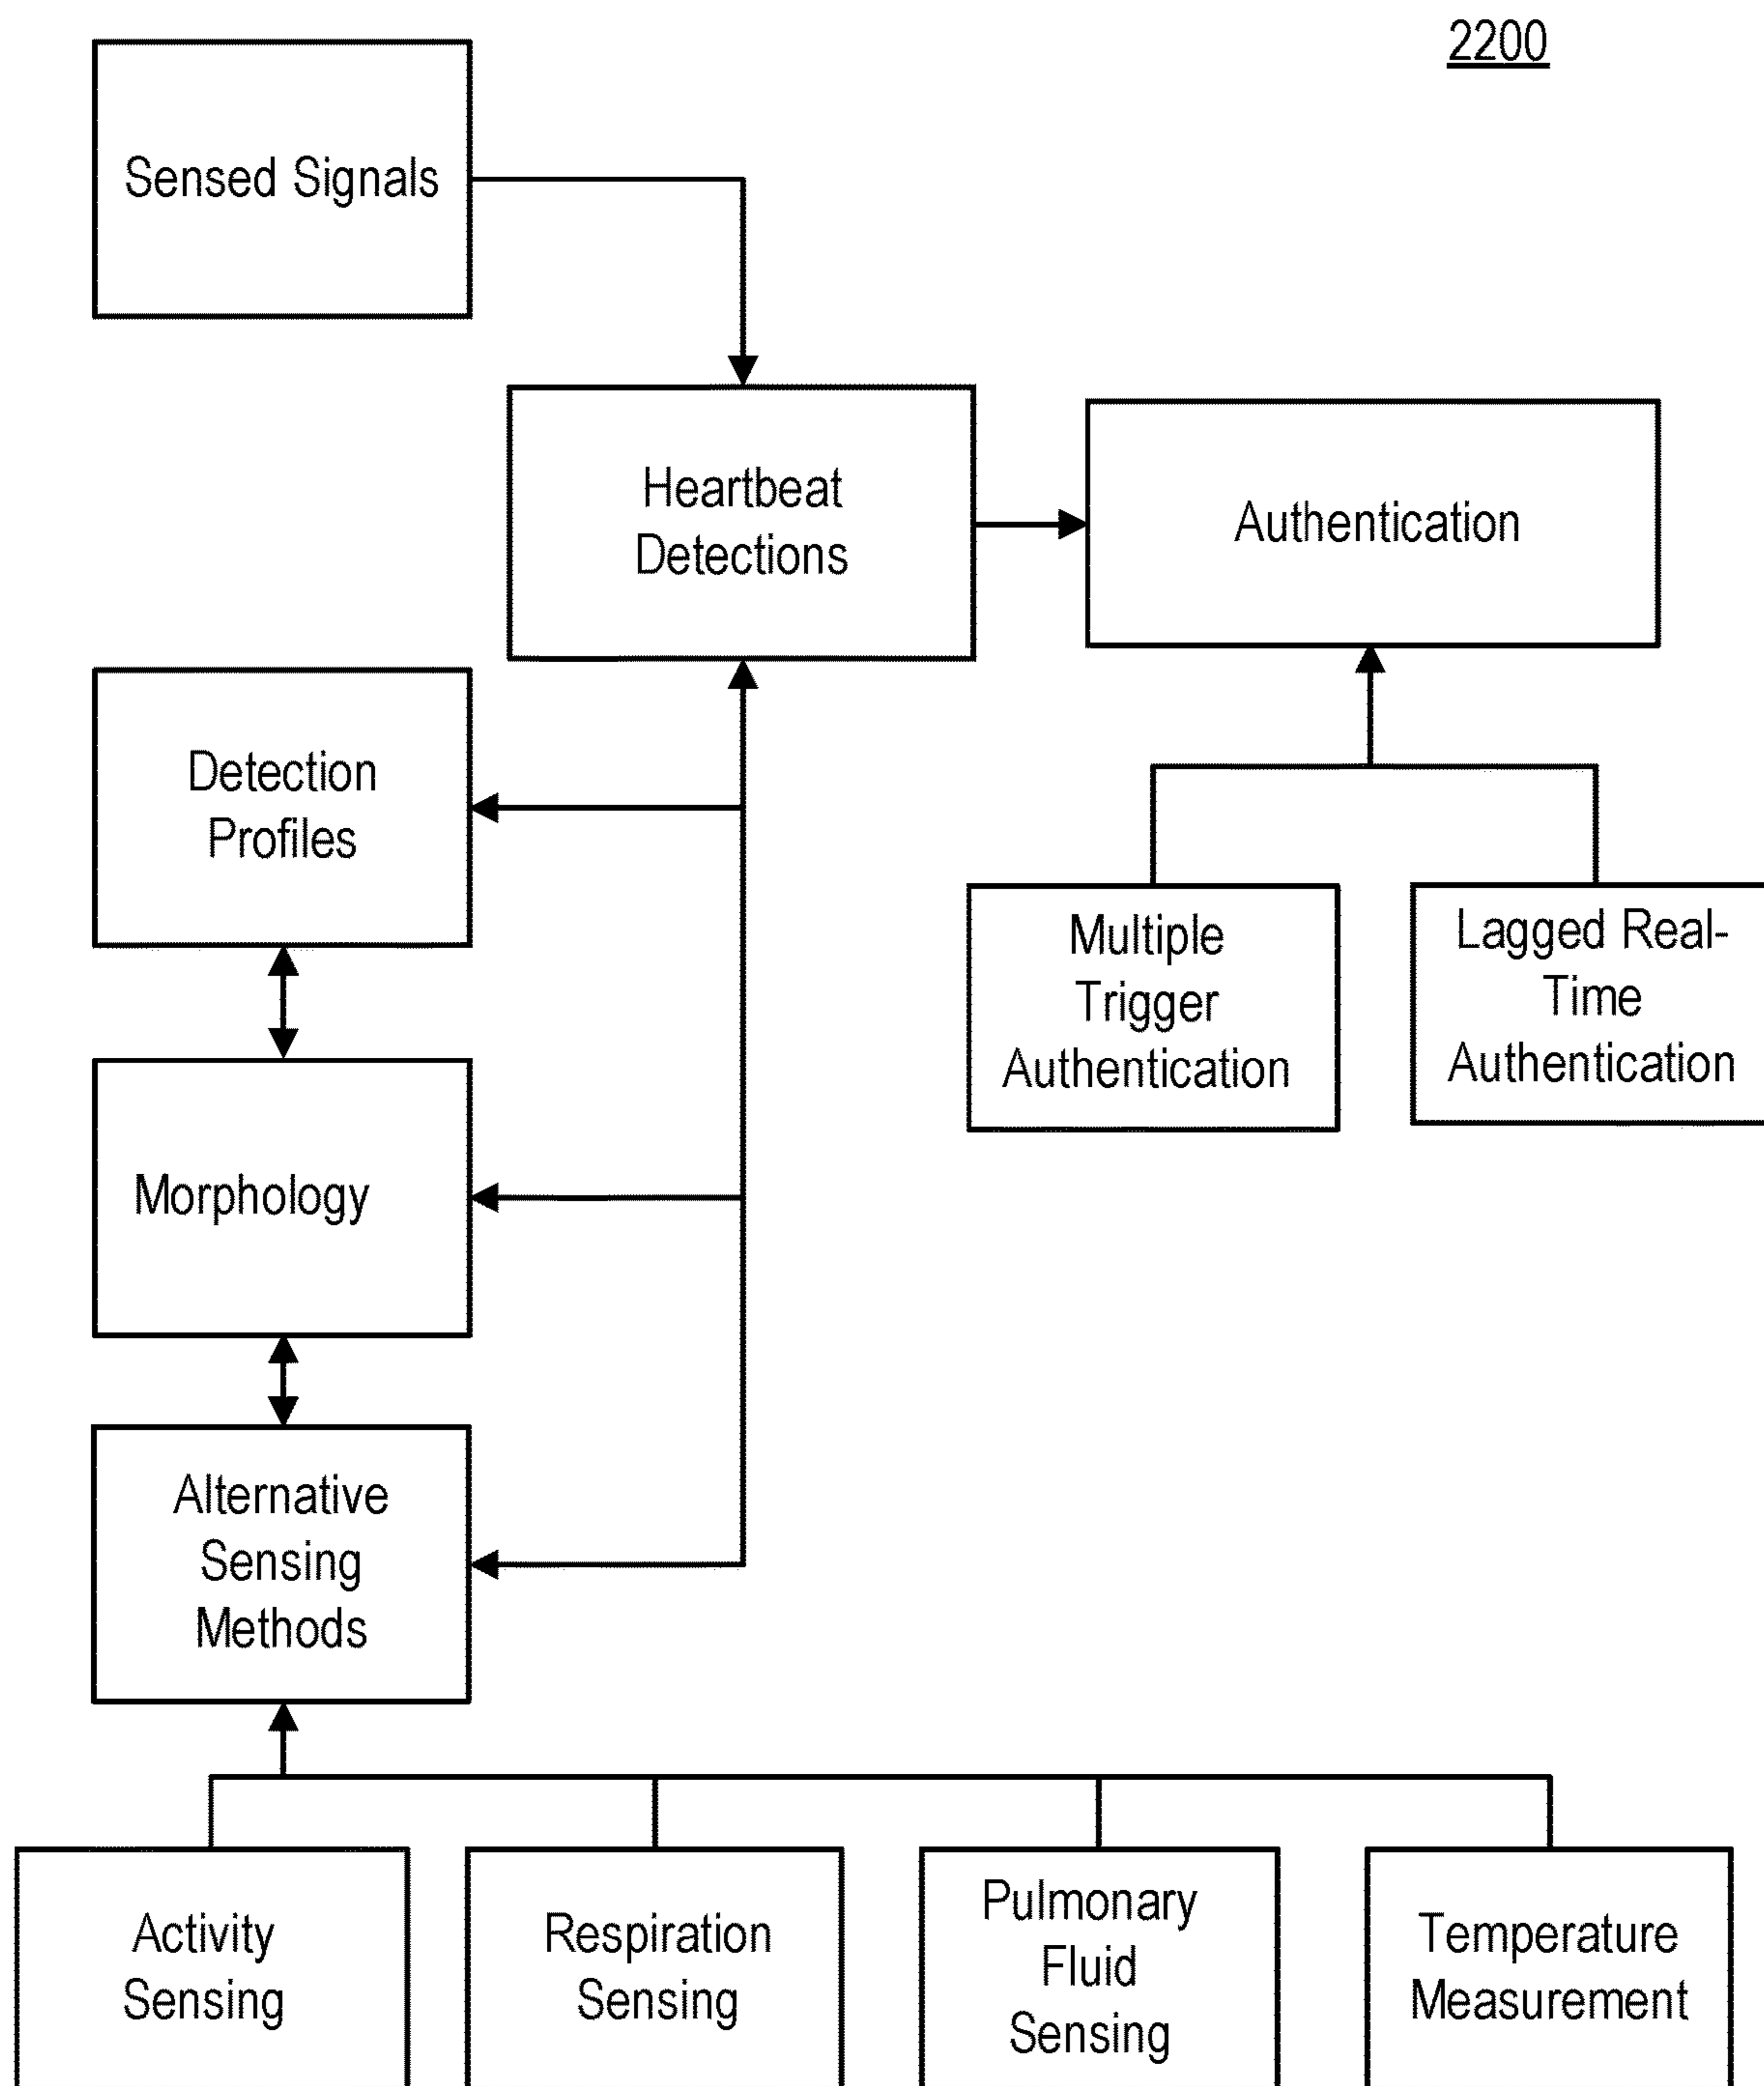 2200
Sensed Signals
Heartbeat
Detections
Authentication
Detection
Profiles
Multiple
Trigger
Authentication
Lagged Real-
Time
Authentication
Morphology
Alternative
Sensing
Methods
Activity
Sensing
Respiration
Sensing
Pulmonary
Fluid
Sensing
Temperature
Measurement